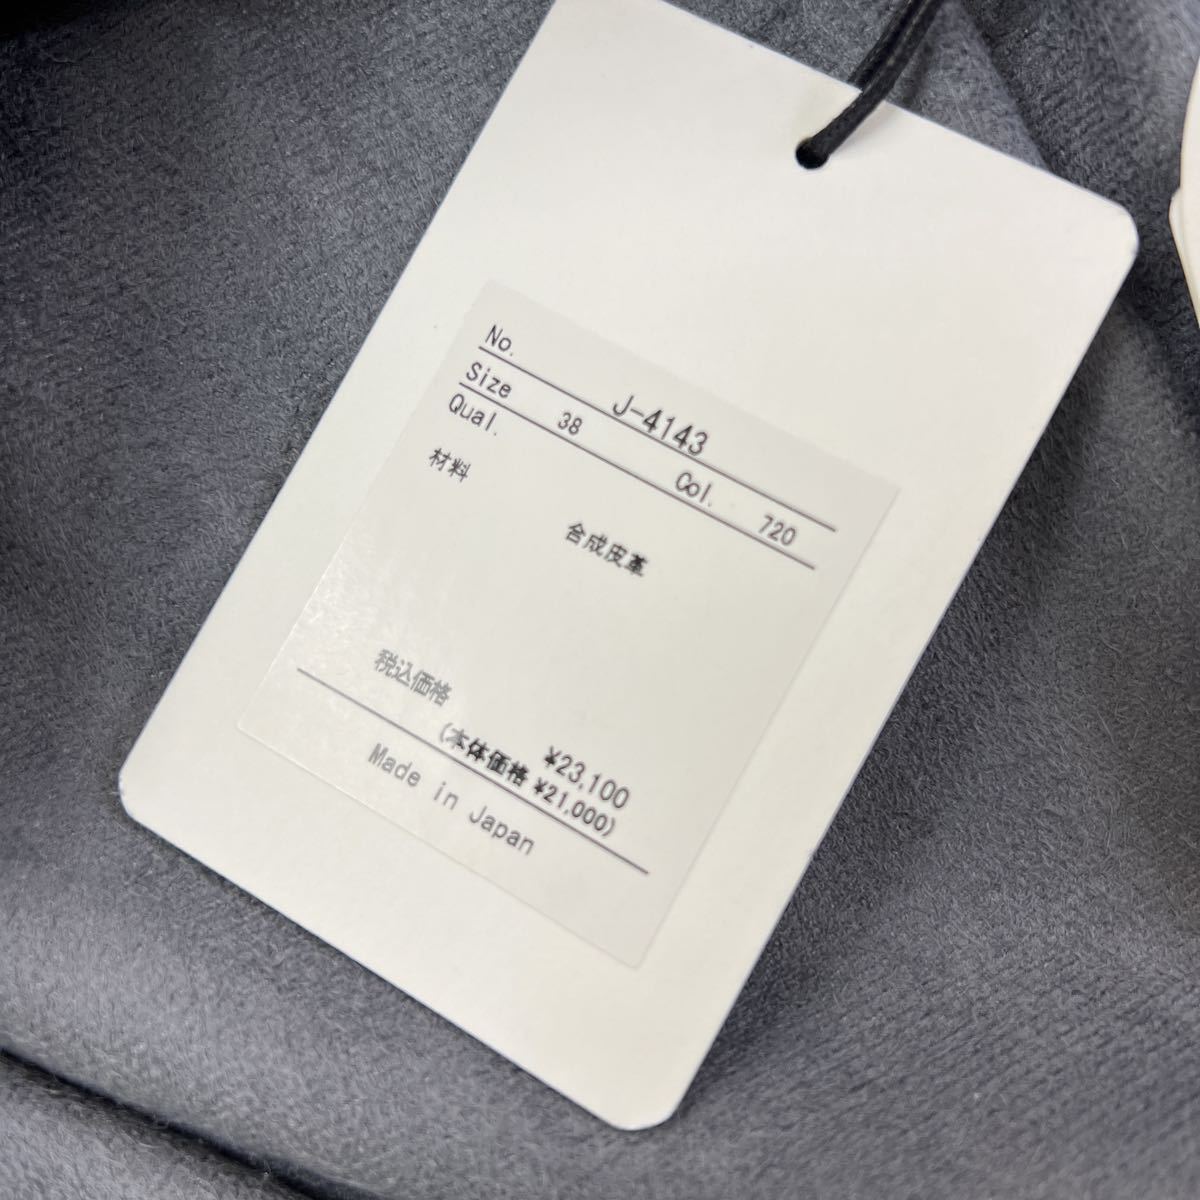 No. J-4143
Size 38 Col. 720
Qual.
材料
合成皮革
税込価格
¥23,100
(本体価格 ¥21,000)
Made in Japan